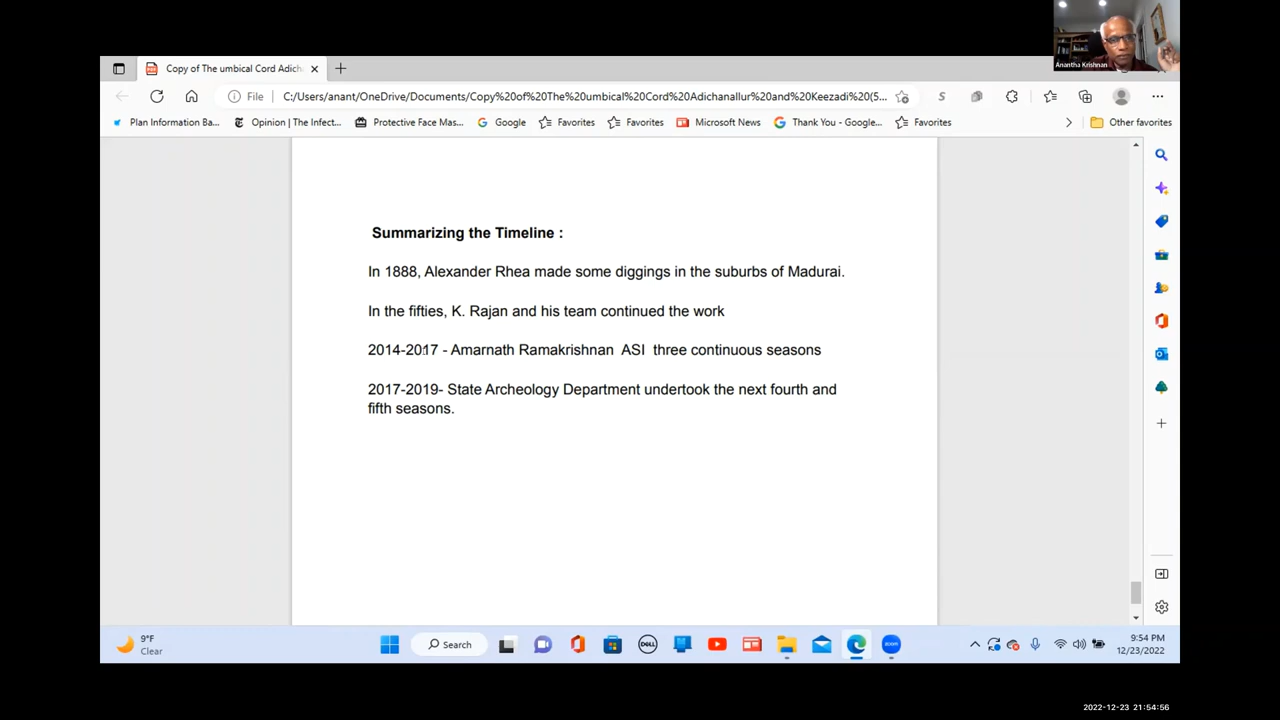 Anantha Krishnan
Copy of The umbical Cord Adich
File
C:/Users/anant/OneDrive/Documents/Copy%20of%20The%20umbical%20Cord%20Adichanallur%20and%20Keezadi%20(5...
Plan Information Ba...
Opinion | The Infect...
Protective Face Mas...
Google
Favorites
Favorites
Microsoft News
Thank You - Google...
Favorites
Other favorites
Summarizing the Timeline :
In 1888, Alexander Rhea made some diggings in the suburbs of Madurai.
In the fifties, K. Rajan and his team continued the work
2014-2017 - Amarnath Ramakrishnan ASI three continuous seasons
2017-2019- State Archeology Department undertook the next fourth and
fifth seasons.
9°F
Clear
Search
DELL
zoom
9:54 PM
12/23/2022
2022-12-23 21:54:56